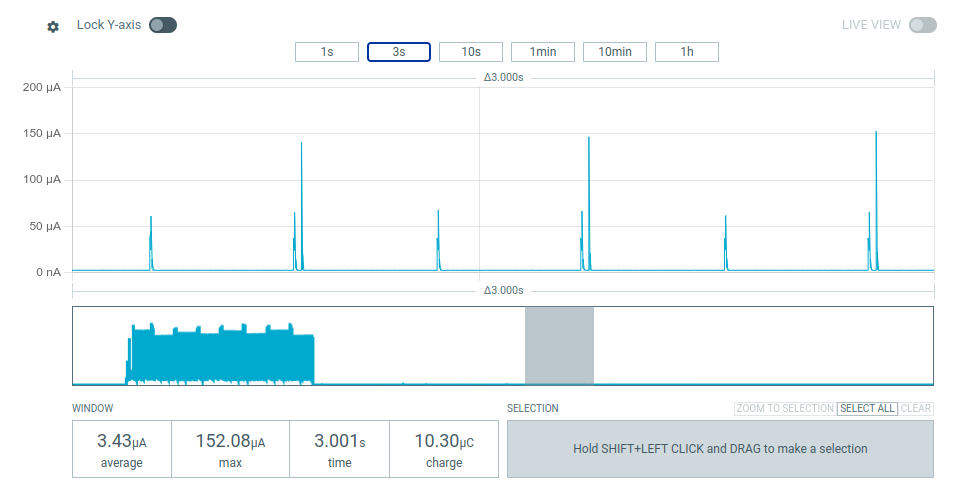 Lock Y-axis
LIVE VIEW
1s 3s 10s 1min 10min 1h
Δ3.000s
200 µA
150 µA
100 µA
50 µA
0 nA
Δ3.000s
WINDOW
SELECTION
ZOOM TO SELECTION SELECT ALL CLEAR
3.43µA 152.08µA 3.001s 10.30µC
average max time charge
Hold SHIFT+LEFT CLICK and DRAG to make a selection